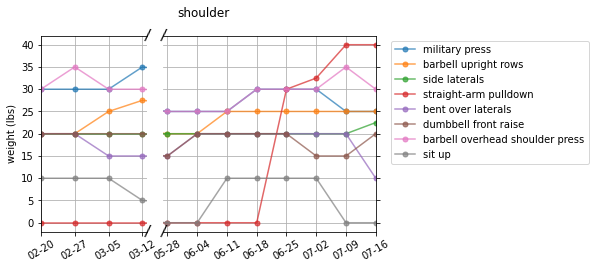 shoulder
weight (lbs)
40
35
30
25
20
15
10
5
0
02-20
02-27
03-05
03-12
05-28
06-04
06-11
06-18
06-25
07-02
07-09
07-16
military press
barbell upright rows
side laterals
straight-arm pulldown
bent over laterals
dumbbell front raise
barbell overhead shoulder press
sit up